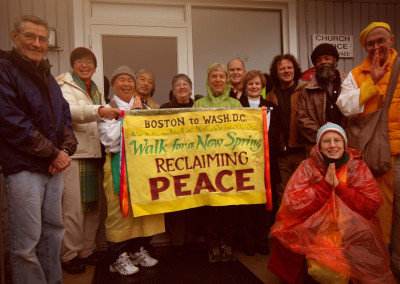 BOSTON to WASH. D.C.
Walk for a New Spring
RECLAIMING
PEACE
CHURCH